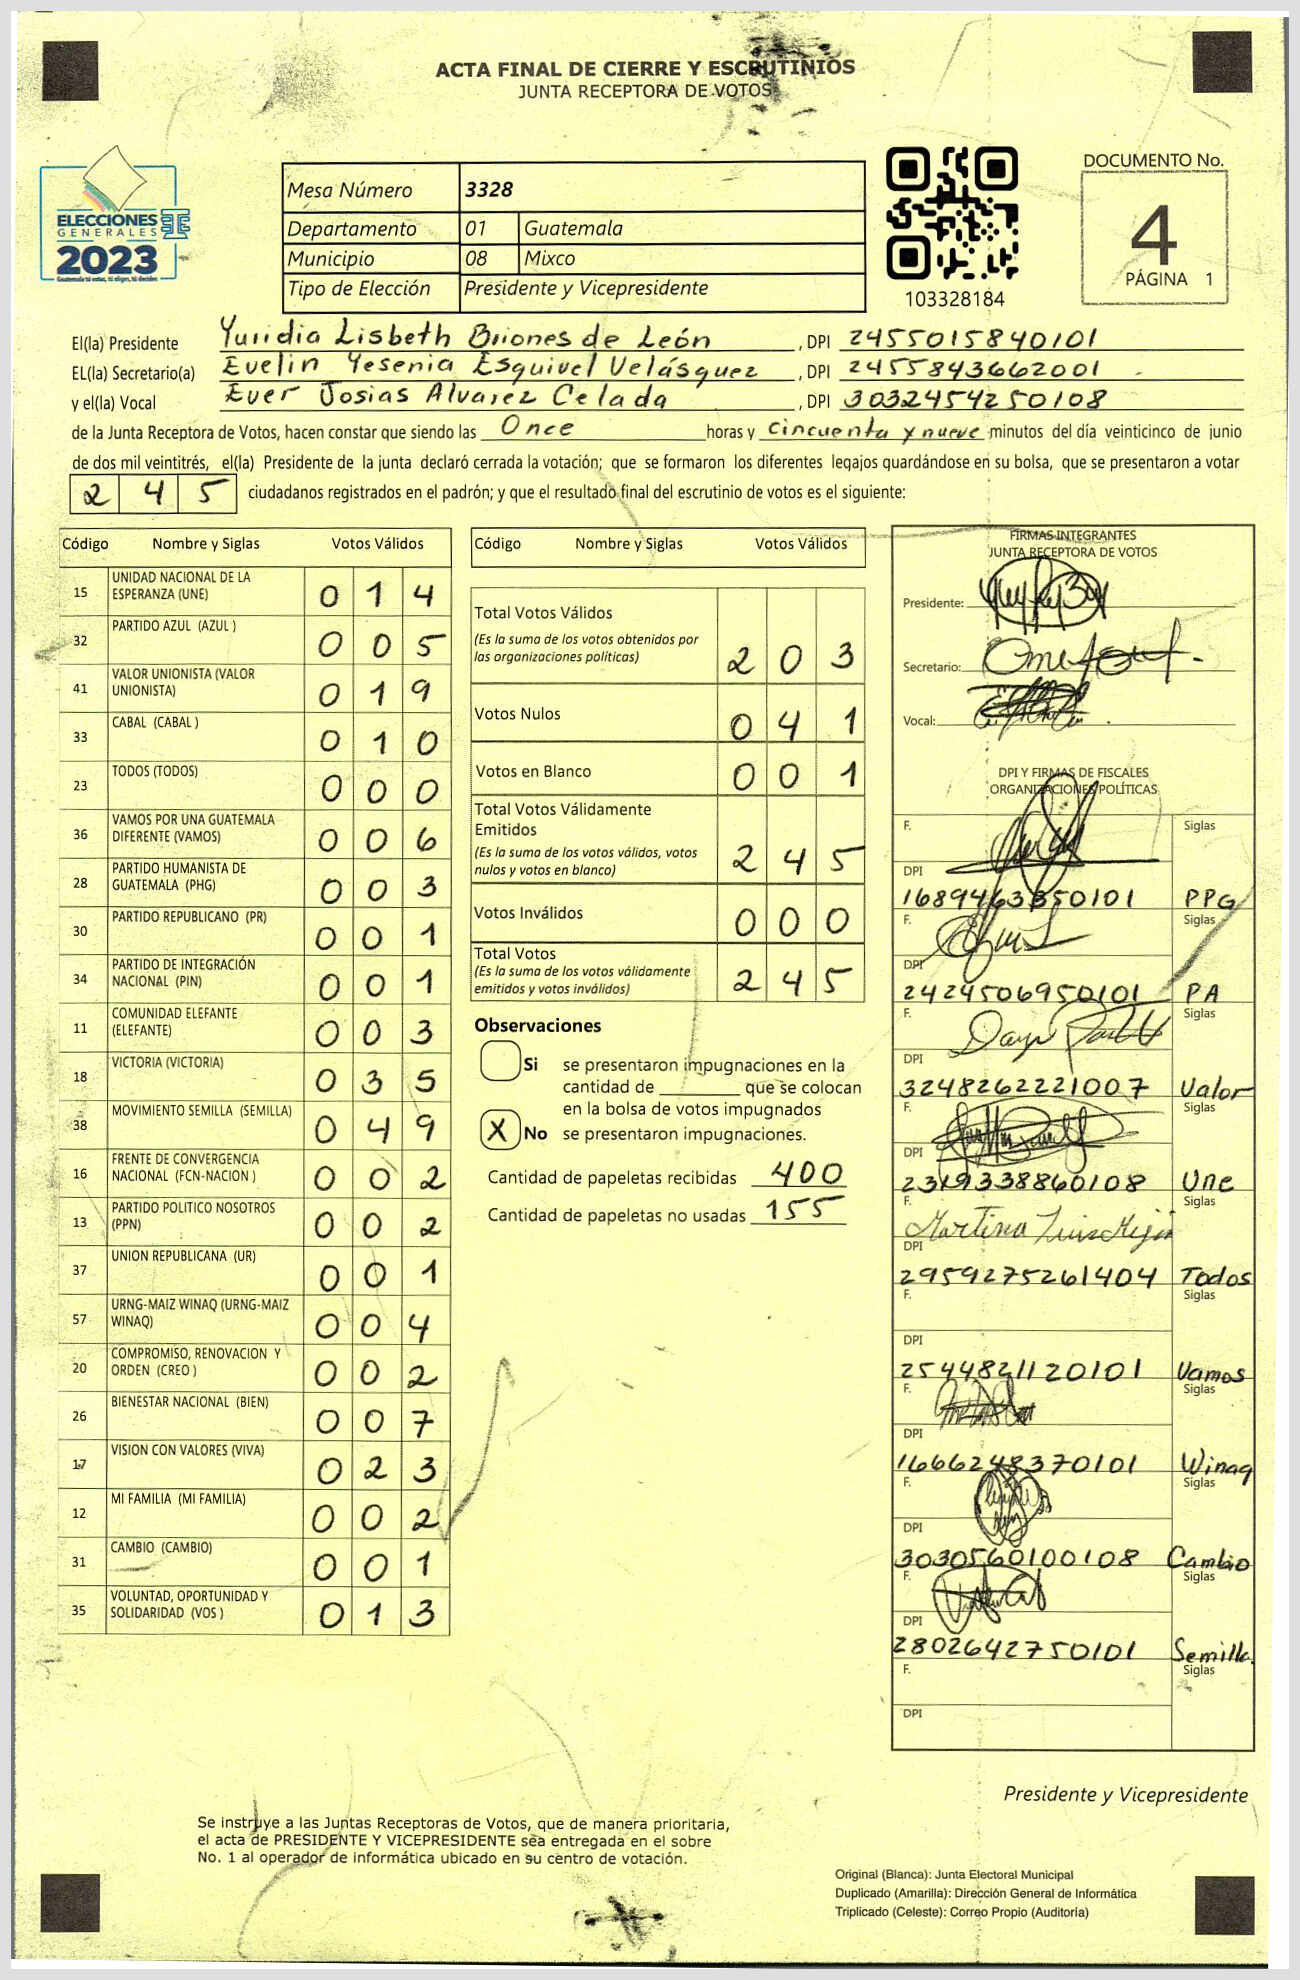 ACTA FINAL DE CIERRE Y ESCRUTINIOS
JUNTA RECEPTORA DE VOTOS
ELECCIONES
GENERALES
2023
Guatemala tú votas, tú eliges, tú decides
Mesa Número 3328
Departamento 01 Guatemala
Municipio 08 Mixco
Tipo de Elección Presidente y Vicepresidente
103328184
DOCUMENTO No.
4
PÁGINA 1
El(la) Presidente Yuridia Lisbeth Briones de León, DPI 2455015840101
EL(la) Secretario(a) Evelin Yesenia Esquivel Velásquez, DPI 2455843662001
y el(la) Vocal Ever Josias Alvarez Celada, DPI 3032454250108
de la Junta Receptora de Votos, hacen constar que siendo las Once horas y cincuenta y nueve minutos del día veinticinco de junio
de dos mil veintitrés, el(la) Presidente de la junta declaró cerrada la votación; que se formaron los diferentes legajos guardándose en su bolsa, que se presentaron a votar
2 4 5 ciudadanos registrados en el padrón; y que el resultado final del escrutinio de votos es el siguiente:
Código Nombre y Siglas Votos Válidos
15 UNIDAD NACIONAL DE LA ESPERANZA (UNE) 0 1 4
32 PARTIDO AZUL (AZUL ) 0 0 5
41 VALOR UNIONISTA (VALOR UNIONISTA) 0 1 9
33 CABAL (CABAL ) 0 1 0
23 TODOS (TODOS) 0 0 0
36 VAMOS POR UNA GUATEMALA DIFERENTE (VAMOS) 0 0 6
28 PARTIDO HUMANISTA DE GUATEMALA (PHG) 0 0 3
30 PARTIDO REPUBLICANO (PR) 0 0 1
34 PARTIDO DE INTEGRACIÓN NACIONAL (PIN) 0 0 1
11 COMUNIDAD ELEFANTE (ELEFANTE) 0 0 3
18 VICTORIA (VICTORIA) 0 3 5
38 MOVIMIENTO SEMILLA (SEMILLA) 0 4 9
16 FRENTE DE CONVERGENCIA NACIONAL (FCN-NACION ) 0 0 2
13 PARTIDO POLITICO NOSOTROS (PPN) 0 0 2
37 UNION REPUBLICANA (UR) 0 0 1
57 URNG-MAIZ WINAQ (URNG-MAIZ WINAQ) 0 0 4
20 COMPROMISO, RENOVACION Y ORDEN (CREO ) 0 0 2
26 BIENESTAR NACIONAL (BIEN) 0 0 7
17 VISION CON VALORES (VIVA) 0 2 3
12 MI FAMILIA (MI FAMILIA) 0 0 2
31 CAMBIO (CAMBIO) 0 0 1
35 VOLUNTAD, OPORTUNIDAD Y SOLIDARIDAD (VOS ) 0 1 3
Código Nombre y Siglas Votos Válidos
Total Votos Válidos
(Es la suma de los votos obtenidos por
las organizaciones políticas) 2 0 3
Votos Nulos 0 4 1
Votos en Blanco 0 0 1
Total Votos Válidamente
Emitidos
(Es la suma de los votos válidos, votos
nulos y votos en blanco) 2 4 5
Votos Inválidos 0 0 0
Total Votos
(Es la suma de los votos válidamente
emitidos y votos inválidos) 2 4 5
Observaciones
Si se presentaron impugnaciones en la
cantidad de ________ que se colocan
en la bolsa de votos impugnados
X No se presentaron impugnaciones.
Cantidad de papeletas recibidas 400
Cantidad de papeletas no usadas 155
FIRMAS INTEGRANTES
JUNTA RECEPTORA DE VOTOS
Presidente:
Secretario:
Vocal:
DPI Y FIRMAS DE FISCALES
ORGANIZACIONES POLÍTICAS
F. Siglas
DPI
1689463350101 PPG
F. Siglas
DPI
2424506950101 PA
F. Siglas
DPI
3248262221007 Valor
F. Siglas
DPI
2319338860108 Une
F. Siglas
Martina Luis Mejía
DPI
2959275261404 Todos
F. Siglas
DPI
2544821120101 Vamos
F. Siglas
DPI
1666248370101 Winaq
F. Siglas
DPI
3030560100108 Cambio
F. Siglas
DPI
2802642750101 Semilla
F. Siglas
DPI
Presidente y Vicepresidente
Se instruye a las Juntas Receptoras de Votos, que de manera prioritaria,
el acta de PRESIDENTE Y VICEPRESIDENTE sea entregada en el sobre
No. 1 al operador de informática ubicado en su centro de votación.
Original (Blanca): Junta Electoral Municipal
Duplicado (Amarilla): Dirección General de Informática
Triplicado (Celeste): Correo Propio (Auditoría)